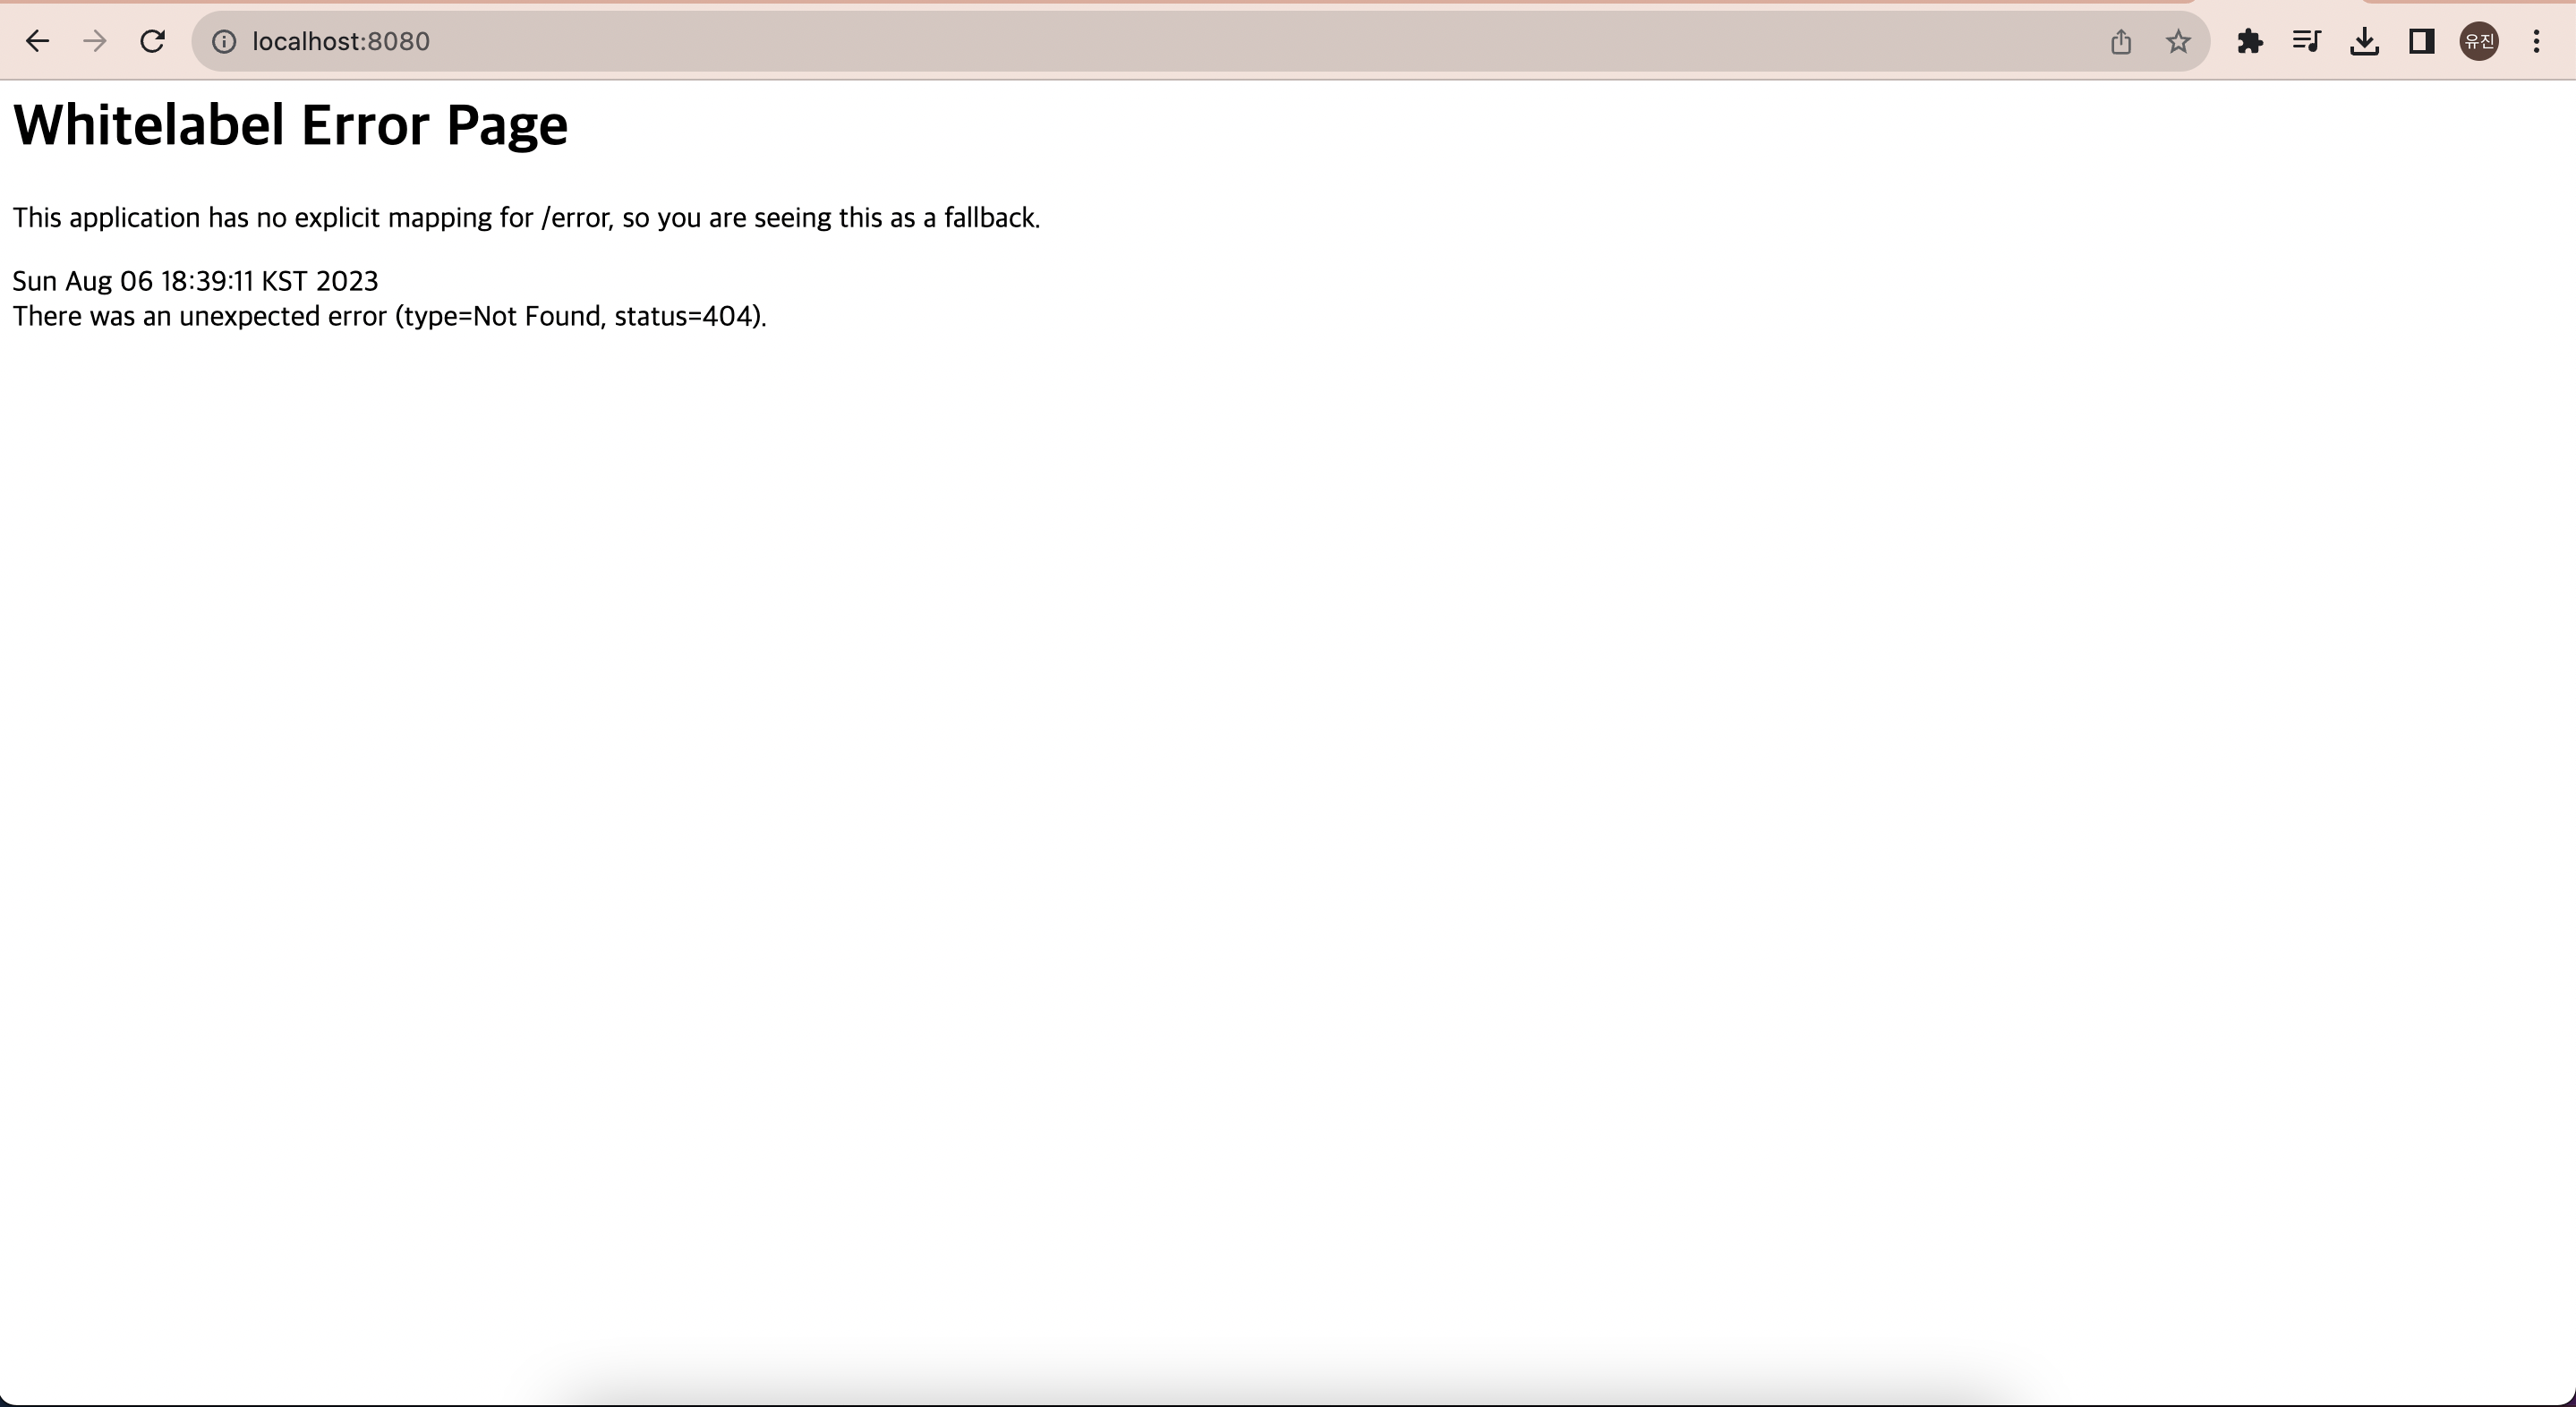 localhost:8080
유진
Whitelabel Error Page
This application has no explicit mapping for /error, so you are seeing this as a fallback.
Sun Aug 06 18:39:11 KST 2023
There was an unexpected error (type=Not Found, status=404).